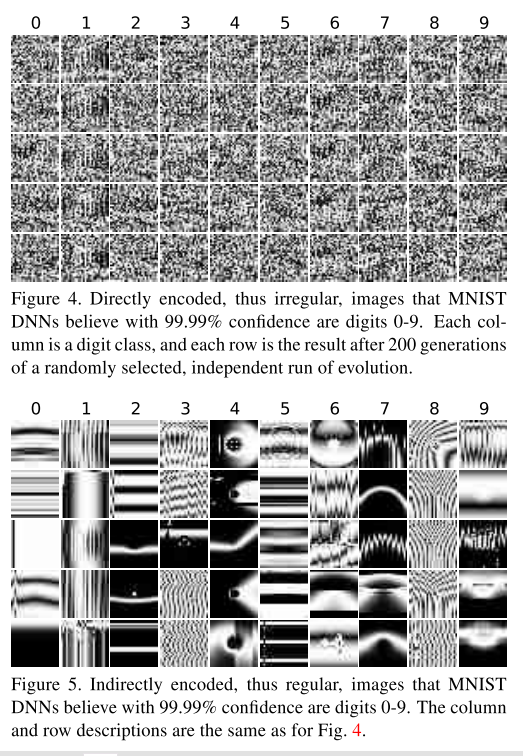 0 1 2 3 4 5 6 7 8 9
Figure 4. Directly encoded, thus irregular, images that MNIST
DNNs believe with 99.99% confidence are digits 0-9. Each col-
umn is a digit class, and each row is the result after 200 generations
of a randomly selected, independent run of evolution.
0 1 2 3 4 5 6 7 8 9
Figure 5. Indirectly encoded, thus regular, images that MNIST
DNNs believe with 99.99% confidence are digits 0-9. The column
and row descriptions are the same as for Fig. 4.